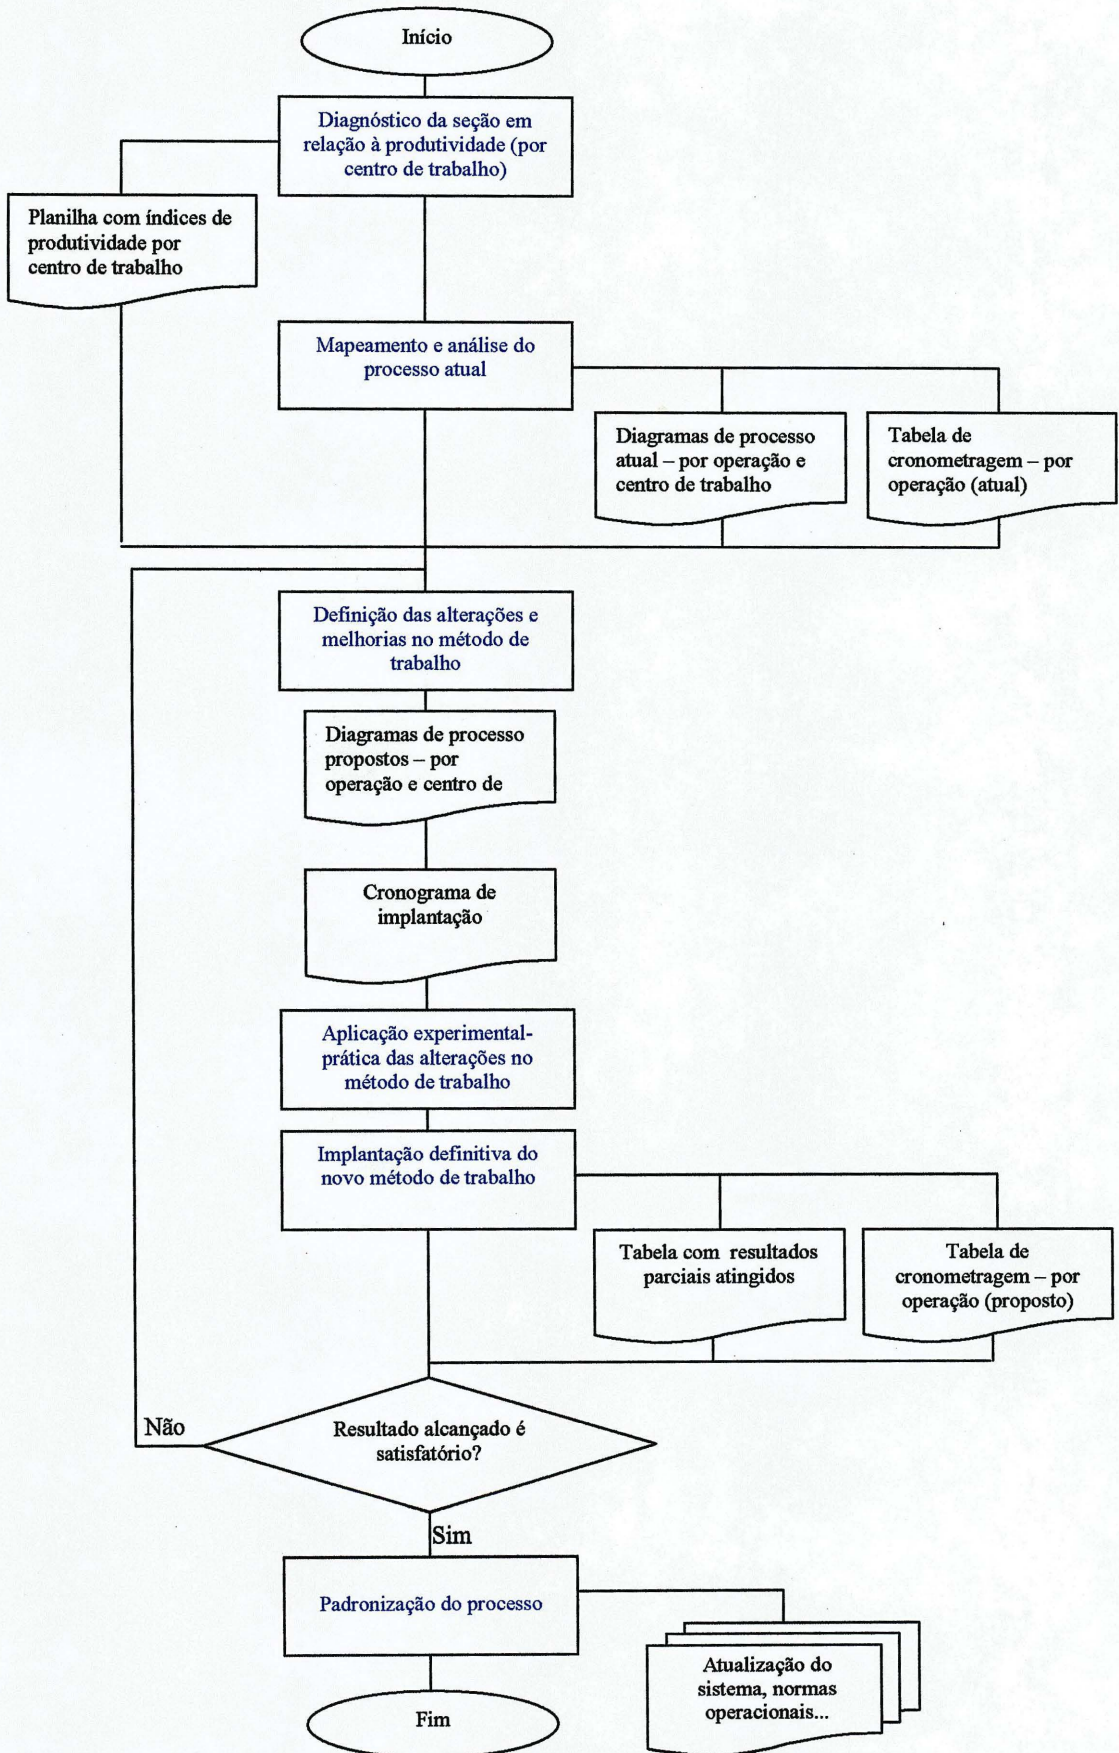 Início
Diagnóstico da seção em
relação à produtividade (por
centro de trabalho)
Planilha com índices de
produtividade por
centro de trabalho
Mapeamento e análise do
processo atual
Diagramas de processo
atual – por operação e
centro de trabalho
Tabela de
cronometragem – por
operação (atual)
Definição das alterações e
melhorias no método de
trabalho
Diagramas de processo
propostos – por
operação e centro de
Cronograma de
implantação
Aplicação experimental-
prática das alterações no
método de trabalho
Implantação definitiva do
novo método de trabalho
Tabela com resultados
parciais atingidos
Tabela de
cronometragem – por
operação (proposto)
Não
Resultado alcançado é
satisfatório?
Sim
Padronização do processo
Atualização do
sistema, normas
operacionais...
Fim